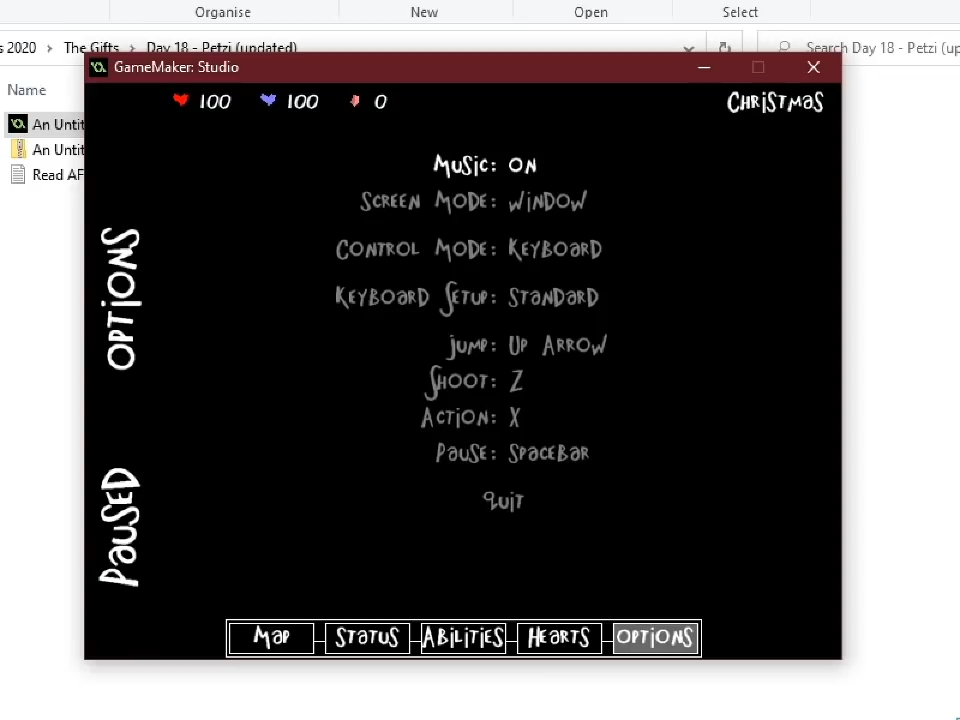 Organise New Open Select
s 2020 > The Gifts > Day 18 - Petzi (updated)
Search Day 18 - Petzi (up
Name
GameMaker: Studio
An Untit
An Untit
Read AF
100 100 0
CHRiSTMaS
MuSiC: ON
SCREEN MODE: WiNDOW
CONTROL MODE: KEYBOaRD
KEYBOaRD SETUP: STaNDaRD
JUMP: UP ARROW
SHOOT: Z
ACTiON: X
PauSE: SPaCEBaR
QuiT
OPTiONS
PauSED
MaP STaTUS ABiLiTiES HEaRTS OPTiONS